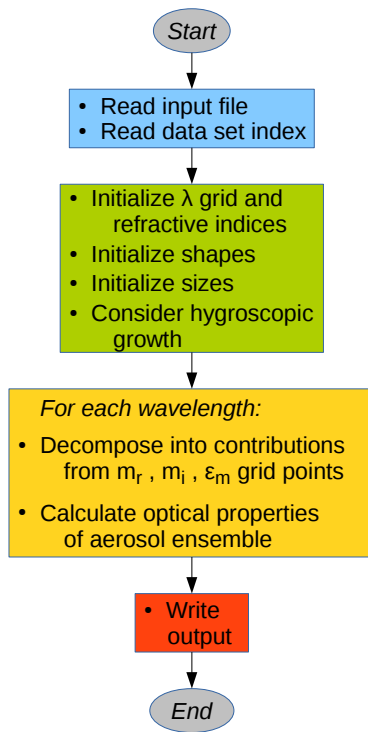 Start
• Read input file
• Read data set index
• Initialize λ grid and
refractive indices
• Initialize shapes
• Initialize sizes
• Consider hygroscopic
growth
For each wavelength:
• Decompose into contributions
from mr , mi , εm grid points
• Calculate optical properties
of aerosol ensemble
• Write
output
End